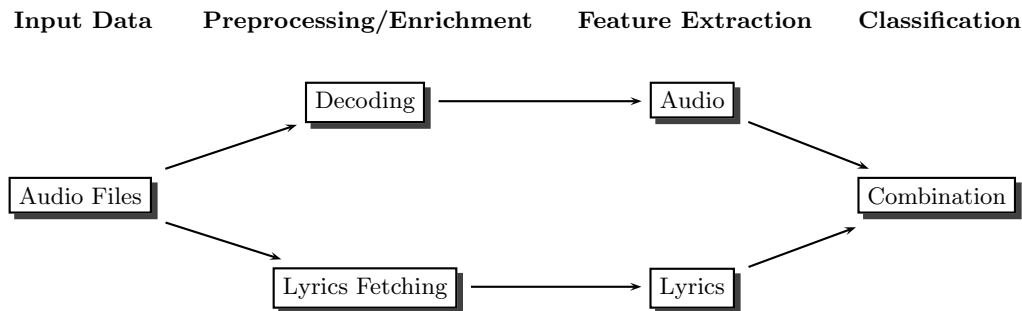 Input Data Preprocessing/Enrichment Feature Extraction Classification
Decoding Audio
Audio Files Combination
Lyrics Fetching Lyrics